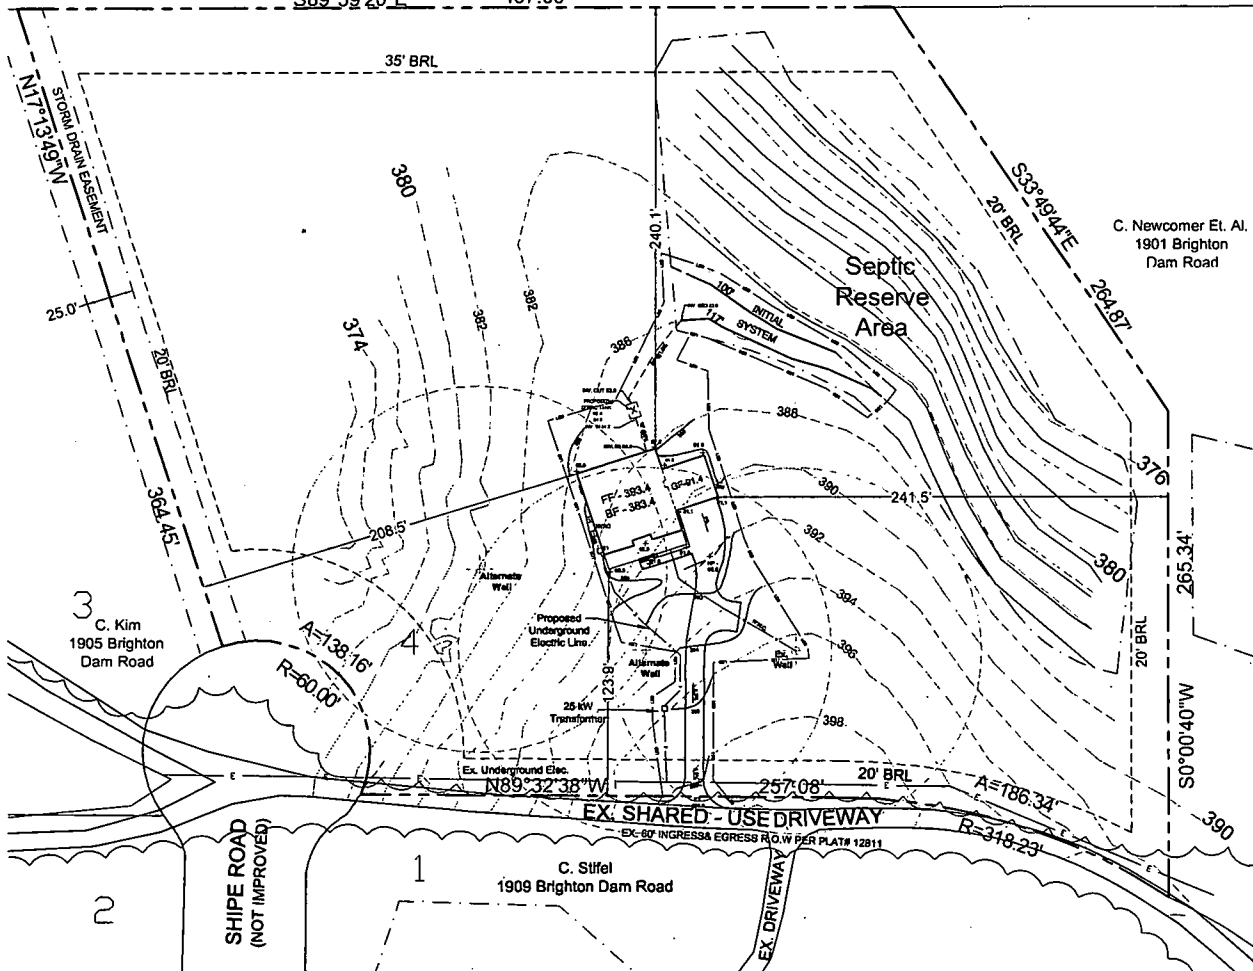 S89°59'20"E
35' BRL
N17°13'49"W
STORM DRAIN EASEMENT
380
S33°49'44"E
20' BRL
C. Newcomer Et. Al.
1901 Brighton
Dam Road
240.1'
Septic
Reserve
Area
264.87'
25.0'
382
382
100'
INITIAL
117'
SYSTEM
374
386
20' BRL
388
376
FF - 393.4
BF - 383.4
GF-91.4
390
241.5'
364.45'
208.5'
392
380
265.34'
Alternate
Well
394
3
C. Kim
1905 Brighton
Dam Road
A=138.16'
R=60.00'
4
Proposed
Underground
Electric Line
396
20' BRL
Alternate
Well
Ex.
Well
123.9'
25 kW
Transformer
398
S0°00'40"W
Ex. Underground Elec.
N89°32'38"W
257.08'
20' BRL
A=186.34'
R=318.23'
390
EX. SHARED - USE DRIVEWAY
EX. 60' INGRESS& EGRESS R.O.W PER PLAT# 12811
SHIPE ROAD
(NOT IMPROVED)
1
C. Stifel
1909 Brighton Dam Road
2
EX. DRIVEWAY